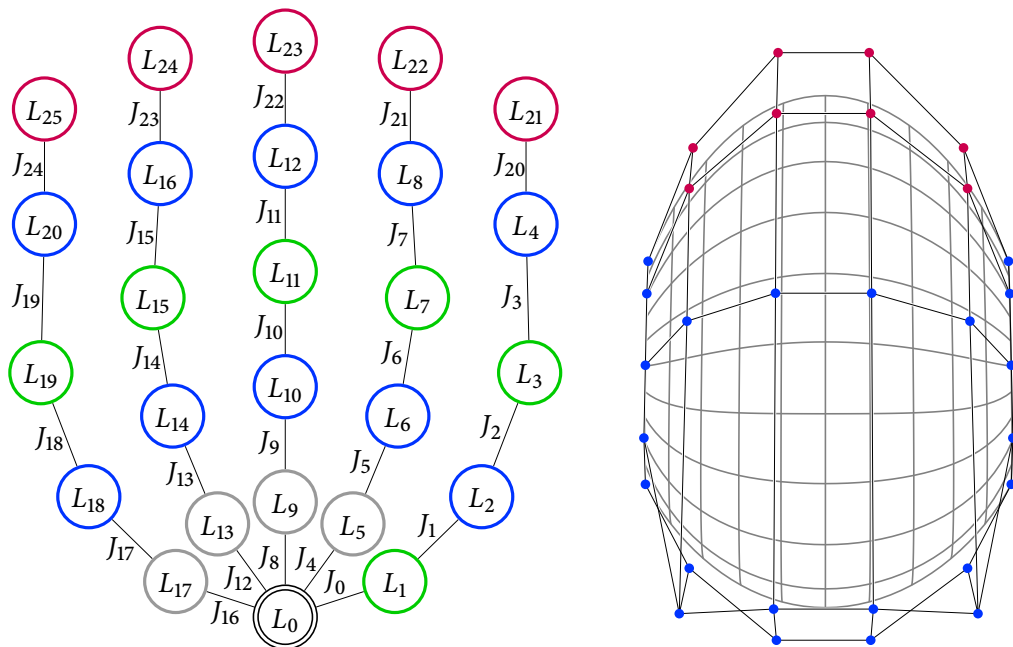 L₂₃
L₂₄ L₂₂
J₂₂
L₂₅ J₂₃ J₂₁ L₂₁
L₁₂
J₂₄ L₁₆ L₈ J₂₀
J₁₁
L₂₀ J₁₅ J₇ L₄
L₁₁
J₁₉ L₁₅ L₇ J₃
J₁₀
J₁₄ J₆
L₁₉ L₁₀ L₃
L₁₄ L₆
J₁₈ J₉ J₂
J₁₃ J₅
L₁₈ L₉ L₂
L₁₃ L₅
J₁₇ J₈ J₄ J₁
J₁₂ J₀
L₁₇ L₁
J₁₆ L₀